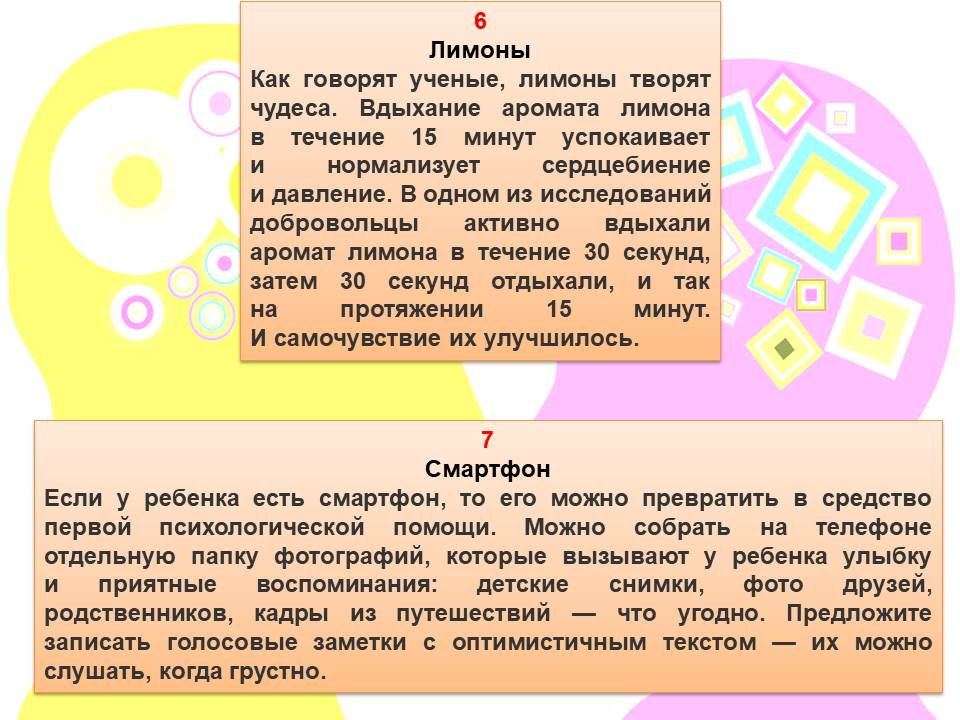 6
Лимоны
Как говорят ученые, лимоны творят
чудеса. Вдыхание аромата лимона
в течение 15 минут успокаивает
и нормализует сердцебиение
и давление. В одном из исследований
добровольцы активно вдыхали
аромат лимона в течение 30 секунд,
затем 30 секунд отдыхали, и так
на протяжении 15 минут.
И самочувствие их улучшилось.
7
Смартфон
Если у ребенка есть смартфон, то его можно превратить в средство
первой психологической помощи. Можно собрать на телефоне
отдельную папку фотографий, которые вызывают у ребенка улыбку
и приятные воспоминания: детские снимки, фото друзей,
родственников, кадры из путешествий — что угодно. Предложите
записать голосовые заметки с оптимистичным текстом — их можно
слушать, когда грустно.